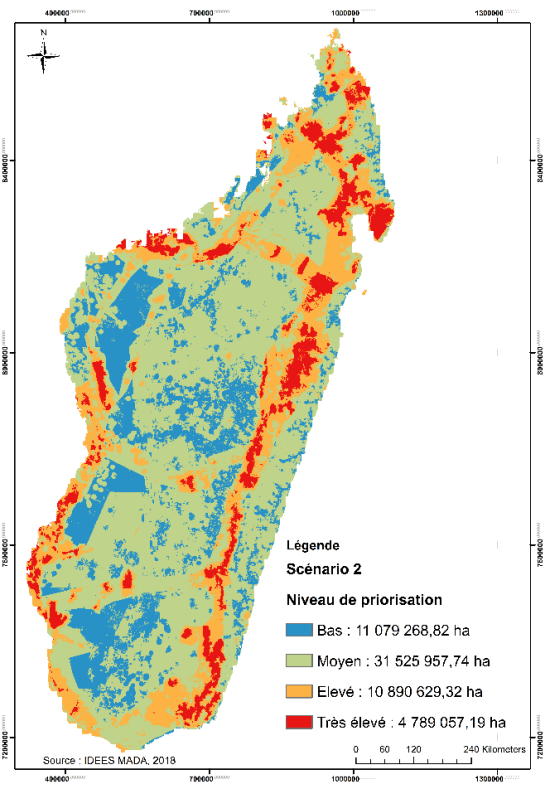 400000 700000 1000000 1300000
N
8400000 8400000
7800000
7200000 7200000
Légende
Scénario 2
Niveau de priorisation
Bas : 11 079 268,82 ha
Moyen : 31 525 957,74 ha
Elevé : 10 890 629,32 ha
Très élevé : 4 789 057,19 ha
0 60 120 240 Kilometers
Source : IDEES MADA, 2018
400000 700000 1000000 1300000